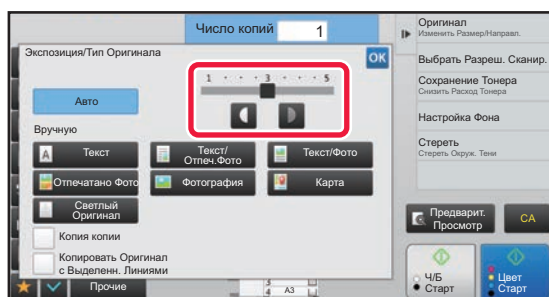 Число копий 1
Экспозиция/Тип Оригинала
OK
1 · · · 3 · · · 5
Авто
Вручную
A Текст
Текст/
Отпеч.Фото
Текст/Фото
Отпечатано Фото
Фотография
Карта
Светлый
Оригинал
Копия копии
Копировать Оригинал
с Выделенн. Линиями
Прочие
3
4 A3
Оригинал
Изменить Размер/Направл.
Выбрать Разреш. Сканир.
Сохранение Тонера
Снизить Расход Тонера
Настройка Фона
Стереть
Стереть Окруж. Тени
Предварит.
Просмотр
CA
Ч/Б
Старт
Цвет
Старт